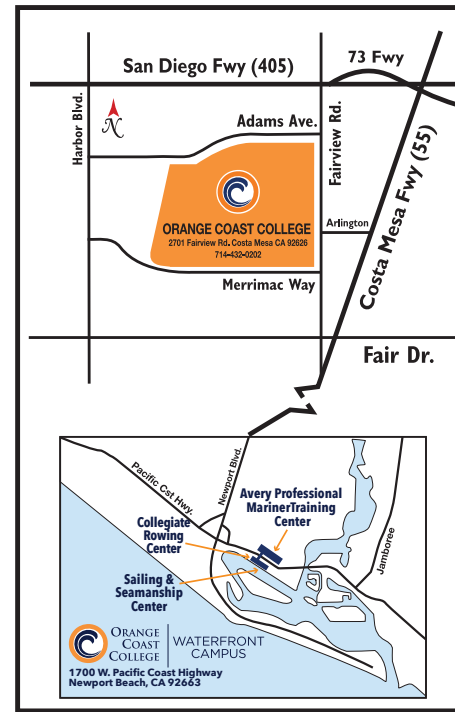 73 Fwy
San Diego Fwy (405)
Harbor Blvd.
N
Adams Ave.
Fairview Rd.
Costa Mesa Fwy (55)
Arlington
ORANGE COAST COLLEGE
2701 Fairview Rd. Costa Mesa CA 92626
714-432-0202
Merrimac Way
Fair Dr.
Pacific Cst Hwy.
Newport Blvd.
Jamboree
Avery Professional
MarinerTraining
Center
Collegiate
Rowing
Center
Sailing &
Seamanship
Center
ORANGE
COAST
COLLEGE
WATERFRONT
CAMPUS
1700 W. Pacific Coast Highway
Newport Beach, CA 92663